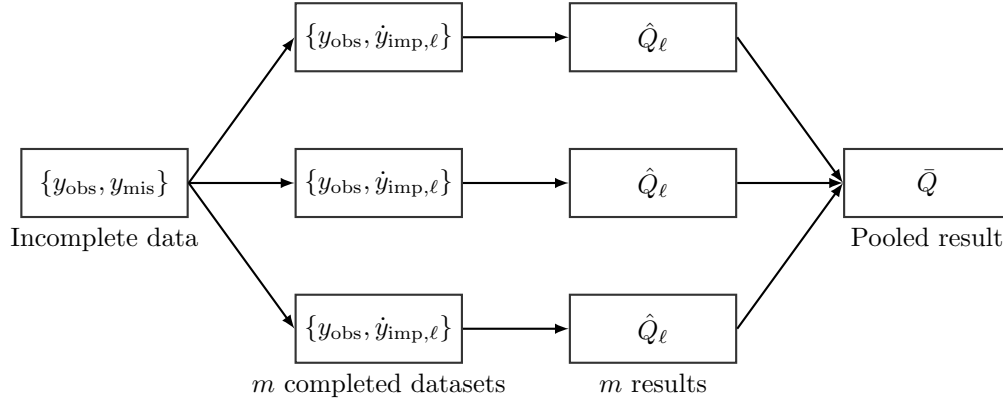 {y_obs, ẏ_imp,ℓ}
Q̂_ℓ
{y_obs, y_mis}
{y_obs, ẏ_imp,ℓ}
Q̂_ℓ
Q̄
Incomplete data
Pooled result
{y_obs, ẏ_imp,ℓ}
Q̂_ℓ
m completed datasets
m results